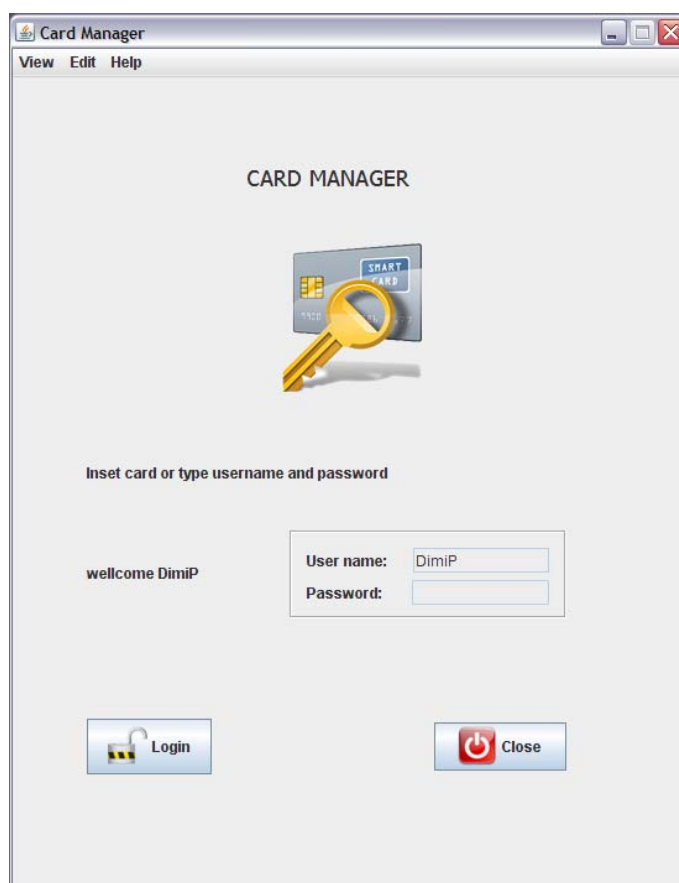 Card Manager
View Edit Help
CARD MANAGER
SMART
CARD
Inset card or type username and password
wellcome DimiP
User name: DimiP
Password:
Login
Close